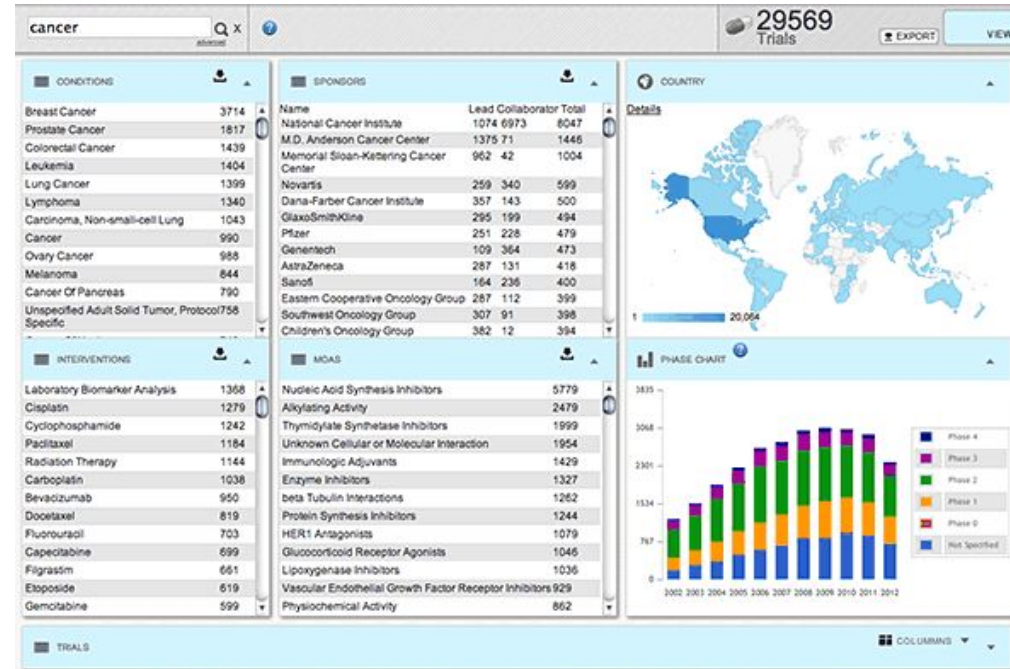 cancer
X
advanced
?
29569
Trials
EXPORT
VIEW
CONDITIONS
Breast Cancer 3714
Prostate Cancer 1817
Colorectal Cancer 1439
Leukemia 1404
Lung Cancer 1399
Lymphoma 1340
Carcinoma, Non-small-cell Lung 1043
Cancer 990
Ovary Cancer 988
Melanoma 844
Cancer Of Pancreas 790
Unspecified Adult Solid Tumor, Protocol 758
Specific
SPONSORS
Name Lead Collaborator Total
National Cancer Institute 1074 6973 8047
M.D. Anderson Cancer Center 1375 71 1446
Memorial Sloan-Kettering Cancer 962 42 1004
Center
Novartis 259 340 599
Dana-Farber Cancer Institute 357 143 500
GlaxoSmithKline 295 199 494
Pfizer 251 228 479
Genentech 109 364 473
AstraZeneca 287 131 418
Sanofi 164 236 400
Eastern Cooperative Oncology Group 287 112 399
Southwest Oncology Group 307 91 398
Children's Oncology Group 382 12 394
COUNTRY
Details
1 20,064
INTERVENTIONS
Laboratory Biomarker Analysis 1368
Cisplatin 1279
Cyclophosphamide 1242
Paclitaxel 1184
Radiation Therapy 1144
Carboplatin 1038
Bevacizumab 950
Docetaxel 819
Fluorouracil 703
Capecitabine 699
Filgrastim 661
Etoposide 619
Gemcitabine 599
MOAS
Nucleic Acid Synthesis Inhibitors 5779
Alkylating Activity 2479
Thymidylate Synthetase Inhibitors 1999
Unknown Cellular or Molecular Interaction 1954
Immunologic Adjuvants 1429
Enzyme Inhibitors 1327
beta Tubulin Interactions 1262
Protein Synthesis Inhibitors 1244
HER1 Antagonists 1079
Glucocorticoid Receptor Agonists 1046
Lipoxygenase Inhibitors 1036
Vascular Endothelial Growth Factor Receptor Inhibitors 929
Physiochemical Activity 862
PHASE CHART ?
3835
3068
2301
1534
767
0
2002 2003 2004 2005 2006 2007 2008 2009 2010 2011 2012
Phase 4
Phase 3
Phase 2
Phase 1
Phase 0
Not Specified
TRIALS
COLUMNS